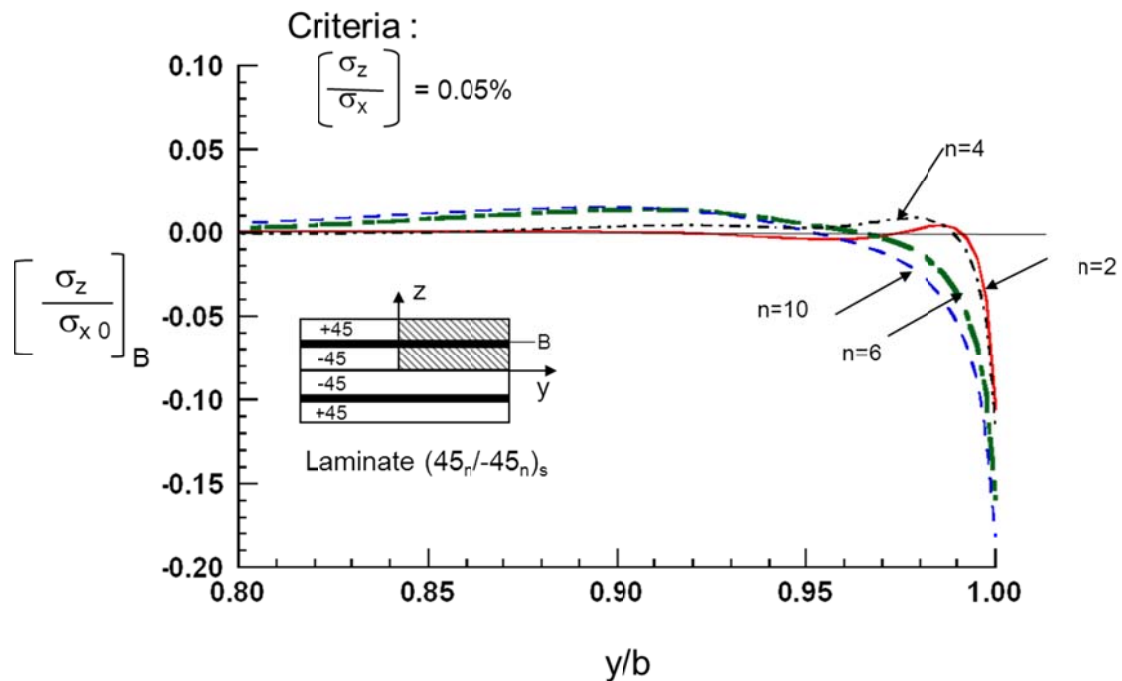 Criteria :
[σz/σx] = 0.05%
0.10
0.05
0.00
-0.05
-0.10
-0.15
-0.20
[σz/σx 0]B
n=4
n=2
n=10
n=6
z
+45
B
-45
y
-45
+45
Laminate (45n/-45n)s
0.80 0.85 0.90 0.95 1.00
y/b